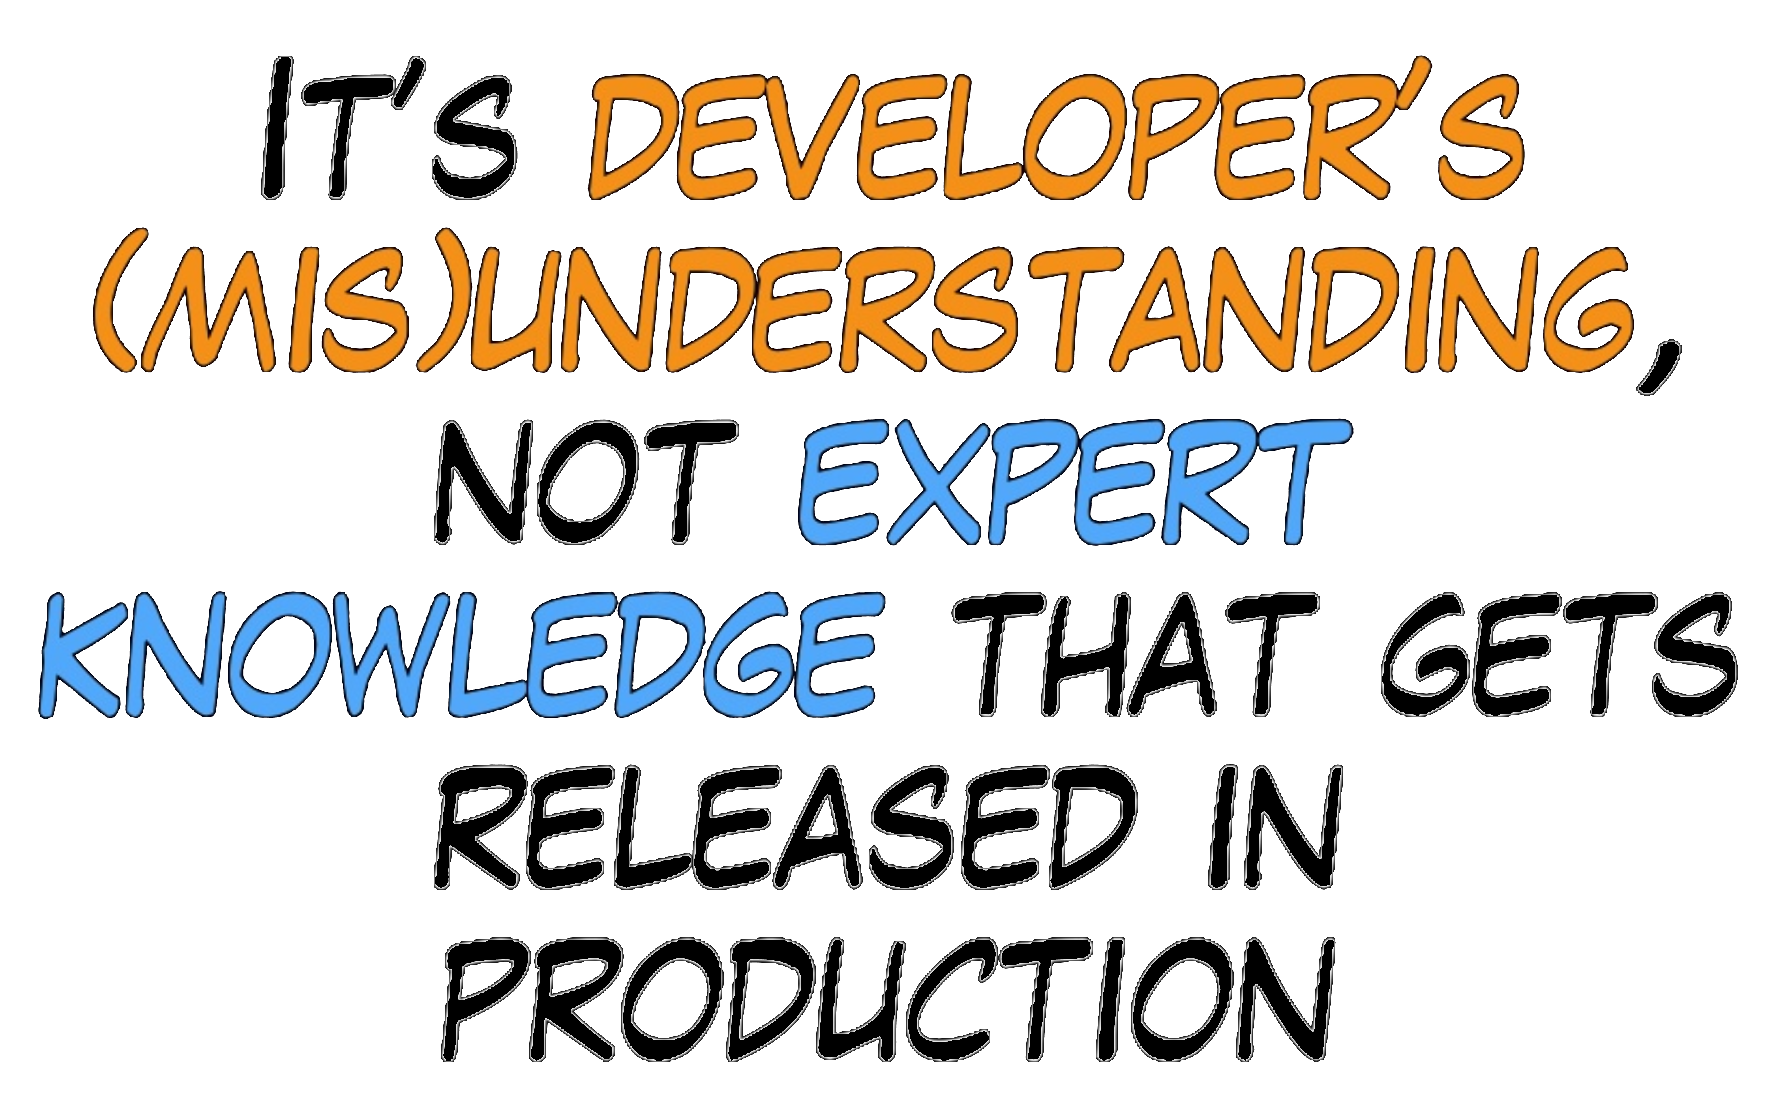 It's developer's
(mis)understanding,
not expert
knowledge that gets
released in
production